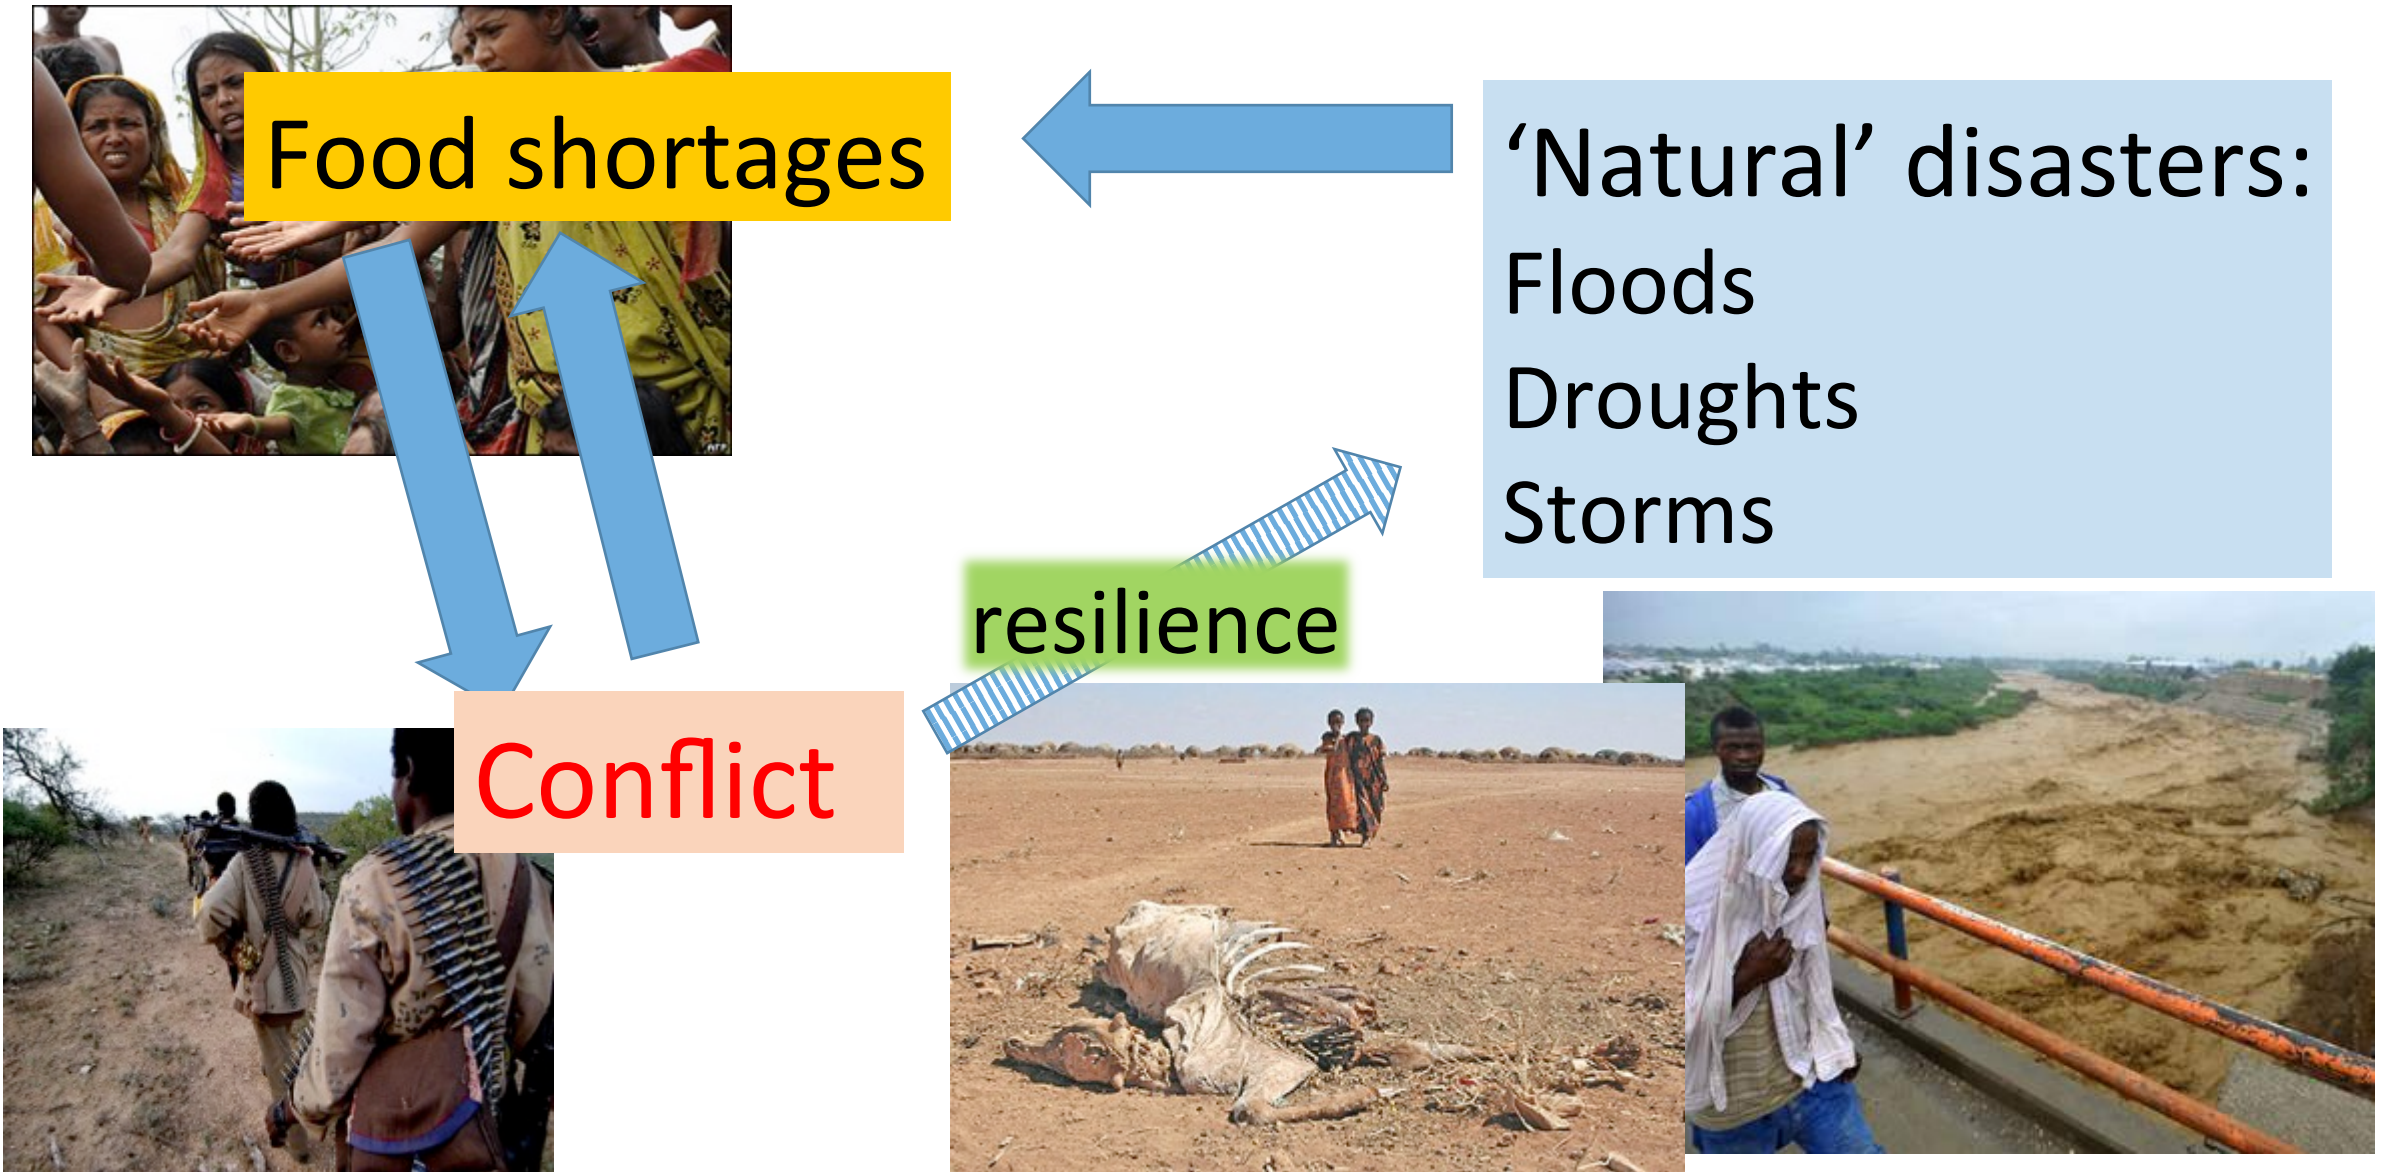 Food shortages
‘Natural’ disasters:
Floods
Droughts
Storms
resilience
Conflict